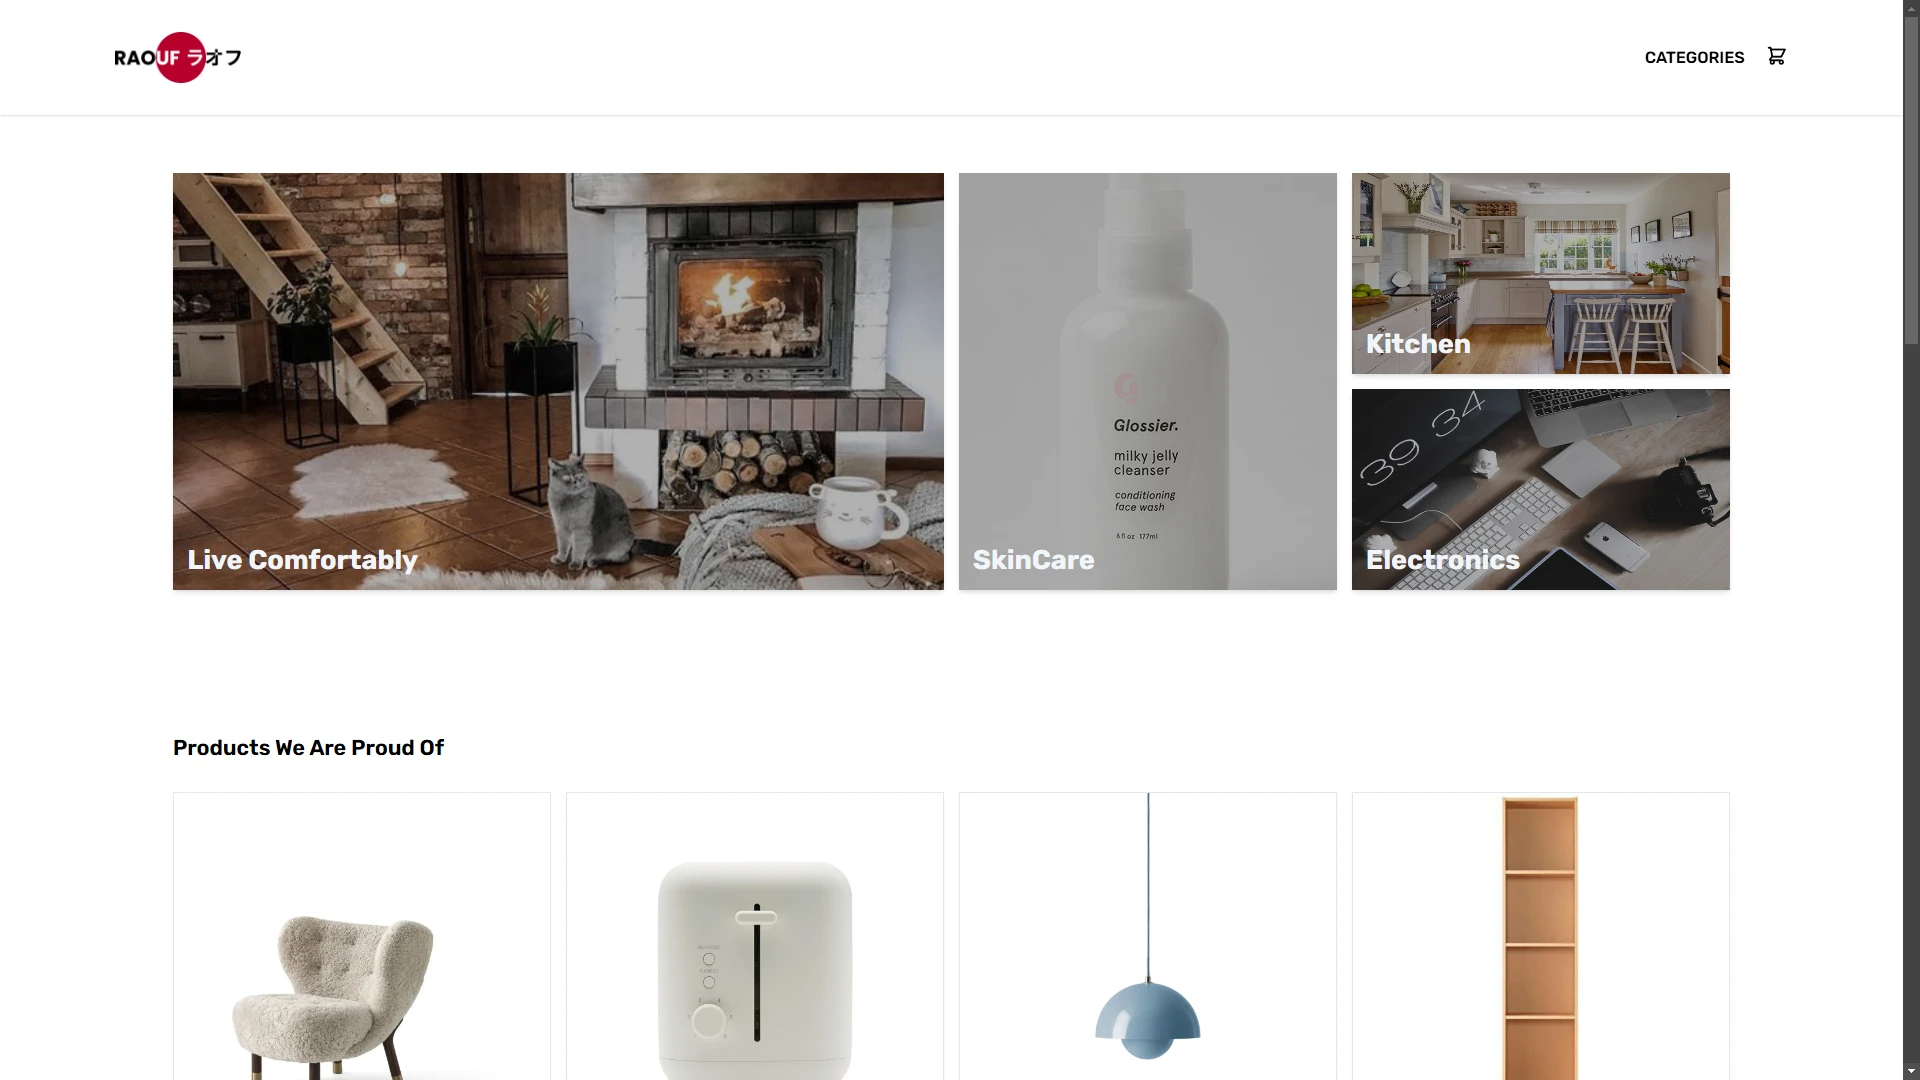 RAOUF ラオフ
CATEGORIES
Live Comfortably
Glossier.
milky jelly
cleanser
conditioning
face wash
6 fl oz 177ml
SkinCare
Kitchen
39 34
Electronics
Products We Are Proud Of